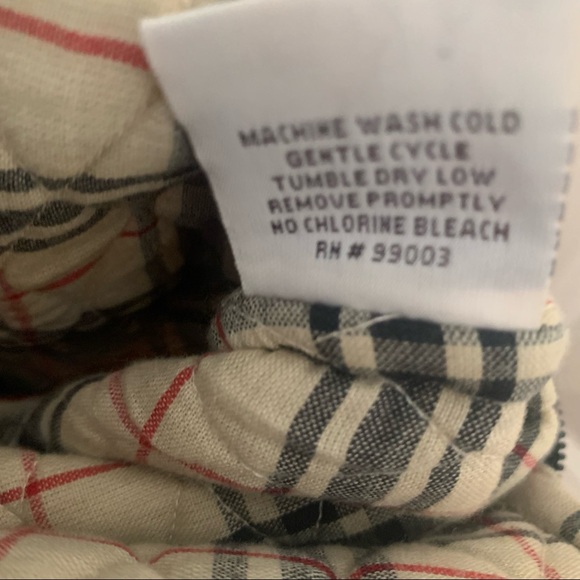 MACHINE WASH COLD
GENTLE CYCLE
TUMBLE DRY LOW
REMOVE PROMPTLY
NO CHLORINE BLEACH
RN # 99003